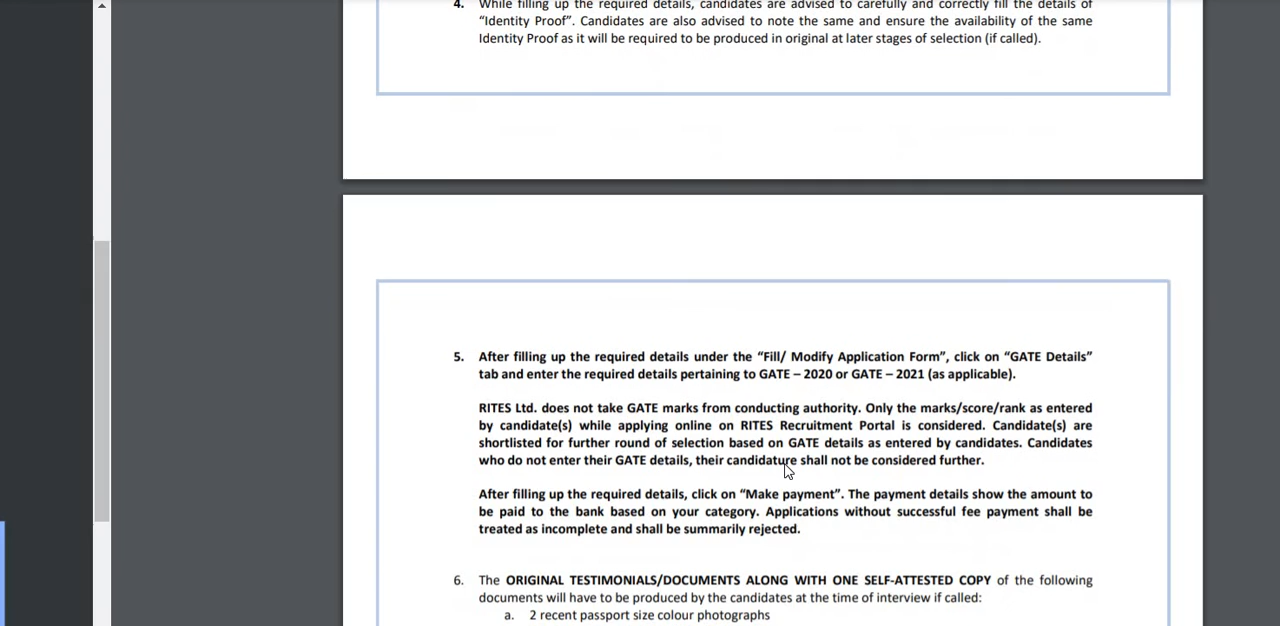 4. While filling up the required details, candidates are advised to carefully and correctly fill the details of
“Identity Proof”. Candidates are also advised to note the same and ensure the availability of the same
Identity Proof as it will be required to be produced in original at later stages of selection (if called).
5. After filling up the required details under the “Fill/ Modify Application Form”, click on “GATE Details”
tab and enter the required details pertaining to GATE – 2020 or GATE – 2021 (as applicable).
RITES Ltd. does not take GATE marks from conducting authority. Only the marks/score/rank as entered
by candidate(s) while applying online on RITES Recruitment Portal is considered. Candidate(s) are
shortlisted for further round of selection based on GATE details as entered by candidates. Candidates
who do not enter their GATE details, their candidature shall not be considered further.
After filling up the required details, click on “Make payment”. The payment details show the amount to
be paid to the bank based on your category. Applications without successful fee payment shall be
treated as incomplete and shall be summarily rejected.
6. The ORIGINAL TESTIMONIALS/DOCUMENTS ALONG WITH ONE SELF-ATTESTED COPY of the following
documents will have to be produced by the candidates at the time of interview if called:
a. 2 recent passport size colour photographs